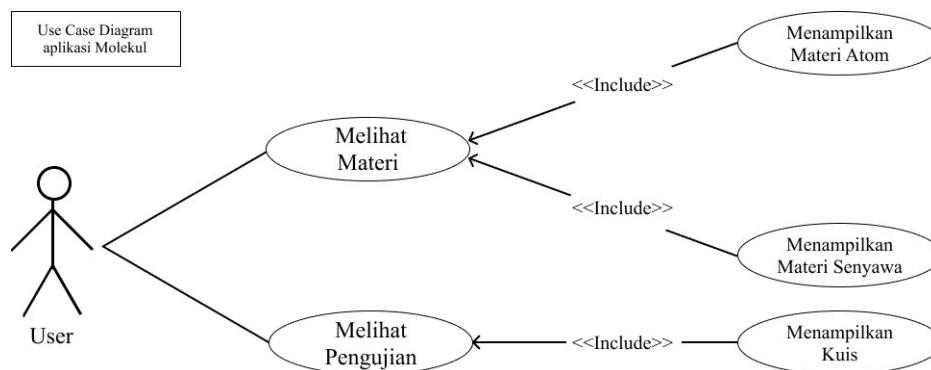 Use Case Diagram
aplikasi Molekul
Menampilkan
Materi Atom
<<Include>>
Melihat
Materi
<<Include>>
Menampilkan
Materi Senyawa
User
Melihat
Pengujian
<<Include>>
Menampilkan
Kuis